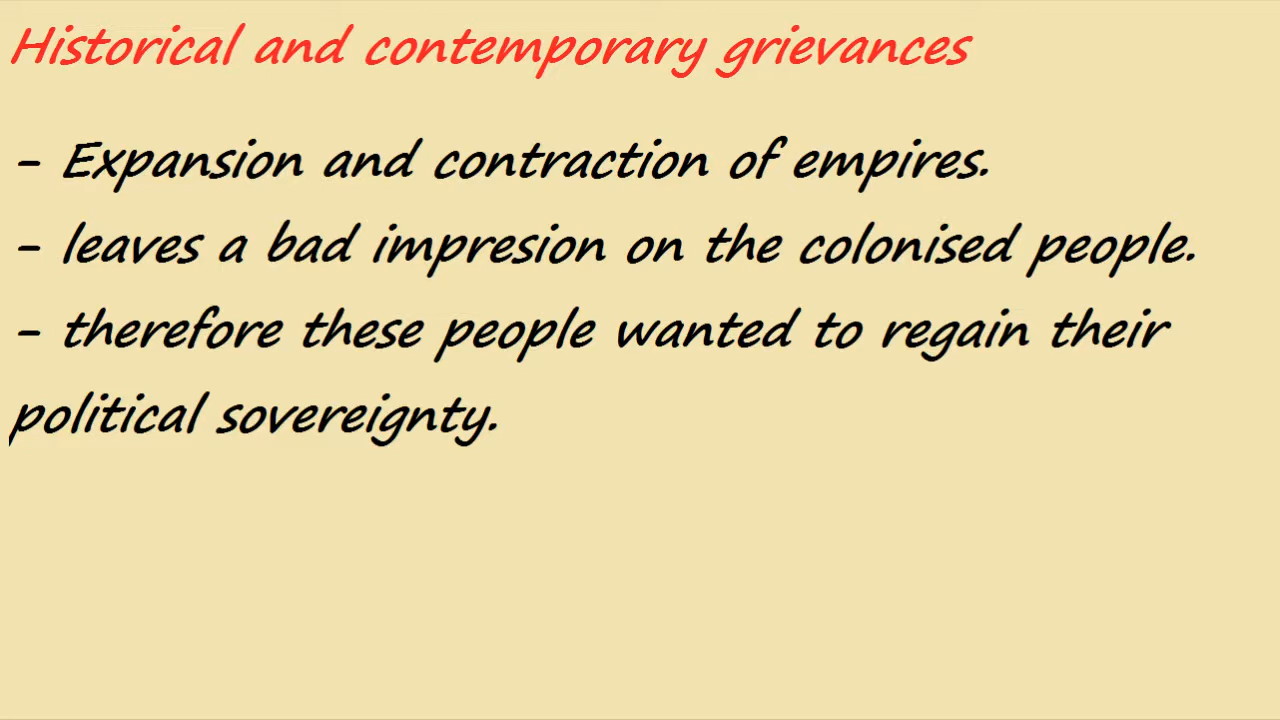 Historical and contemporary grievances
- Expansion and contraction of empires.
- leaves a bad impresion on the colonised people.
- therefore these people wanted to regain their
political sovereignty.